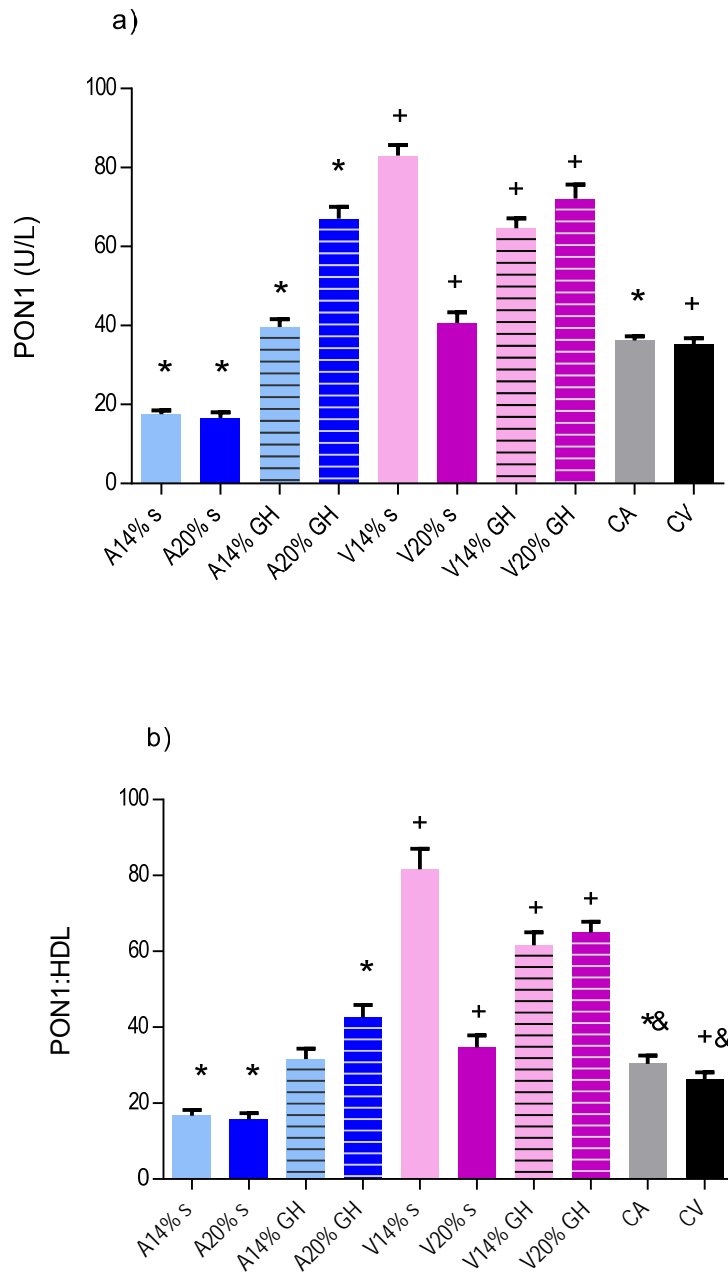 a)
100
80
60
40
20
0
PON1 (U/L)
+
*
+
+
*
+
*
+
*
*
A14% s
A20% s
A14% GH
A20% GH
V14% s
V20% s
V14% GH
V20% GH
CA
CV
b)
100
80
60
40
20
0
PON1:HDL
+
+
+
*
+
*&
+&
*
*
A14% s
A20% s
A14% GH
A20% GH
V14% s
V20% s
V14% GH
V20% GH
CA
CV